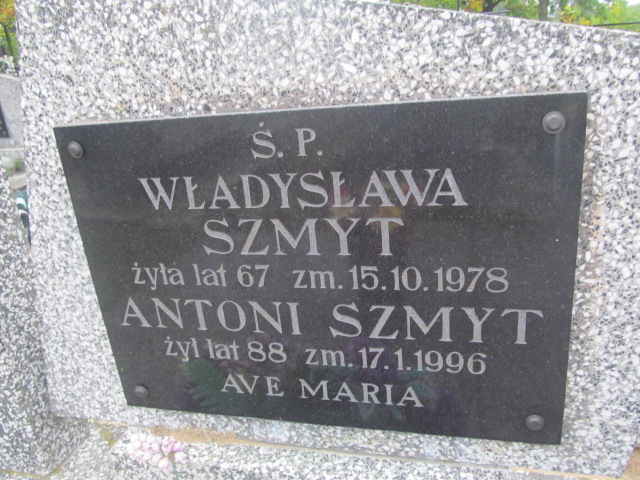 Ś. P.
WŁADYSŁAWA
SZMYT
żyła lat 67 zm. 15.10.1978
ANTONI SZMYT
żył lat 88 zm. 17.1.1996
AVE MARIA